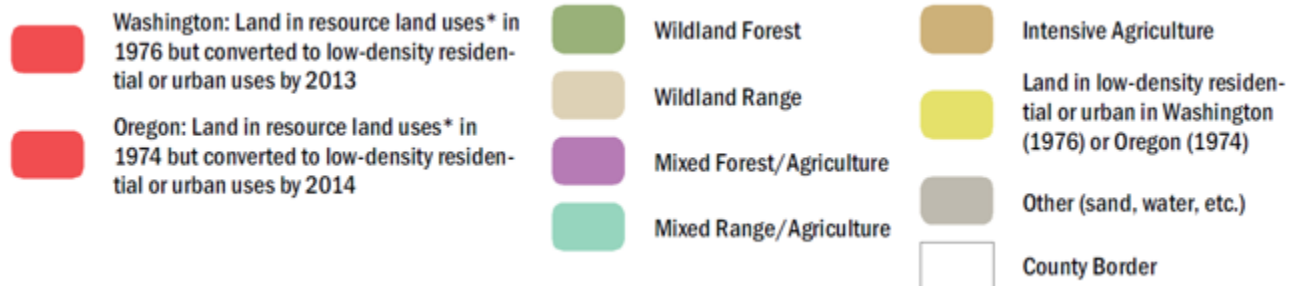 Washington: Land in resource land uses* in
1976 but converted to low-density residen-
tial or urban uses by 2013
Oregon: Land in resource land uses* in
1974 but converted to low-density residen-
tial or urban uses by 2014
Wildland Forest
Wildland Range
Mixed Forest/Agriculture
Mixed Range/Agriculture
Intensive Agriculture
Land in low-density residen-
tial or urban in Washington
(1976) or Oregon (1974)
Other (sand, water, etc.)
County Border